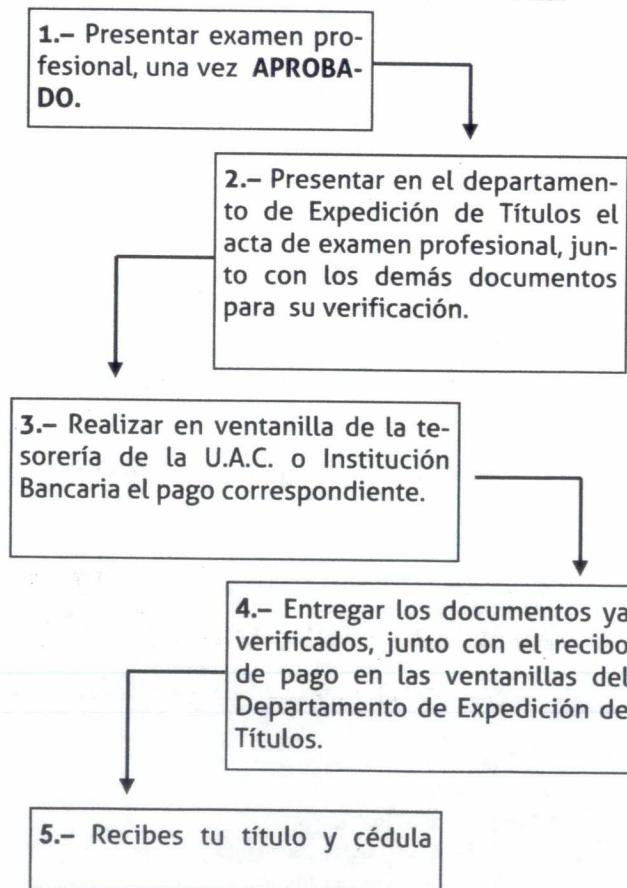 1.– Presentar examen pro-
fesional, una vez APROBA-
DO.
2.– Presentar en el departamen-
to de Expedición de Títulos el
acta de examen profesional, jun-
to con los demás documentos
para su verificación.
3.– Realizar en ventanilla de la te-
sorería de la U.A.C. o Institución
Bancaria el pago correspondiente.
4.– Entregar los documentos ya
verificados, junto con el recibo
de pago en las ventanillas del
Departamento de Expedición de
Títulos.
5.– Recibes tu título y cédula